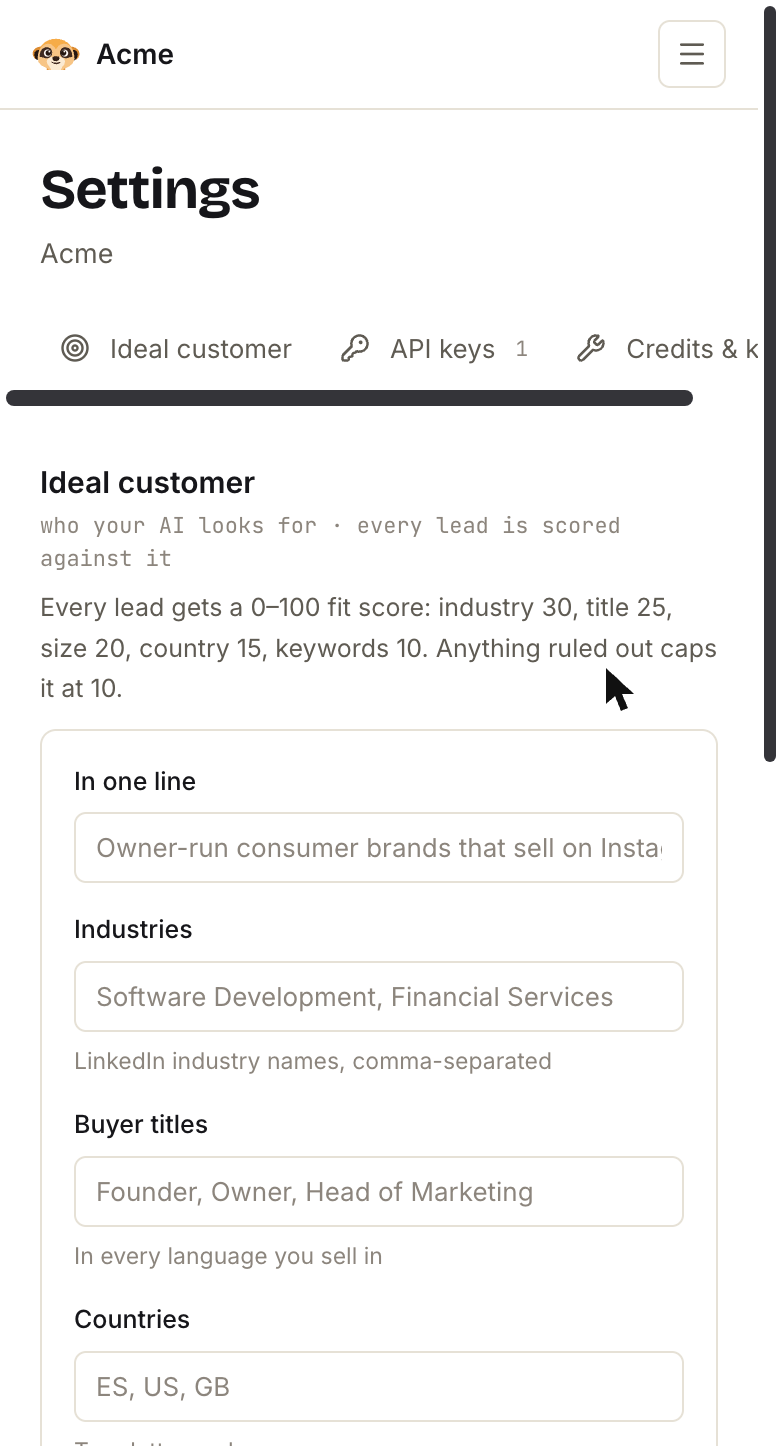 Acme
Settings
Acme
Ideal customer
API keys 1
Credits & k
Ideal customer
who your AI looks for · every lead is scored
against it
Every lead gets a 0–100 fit score: industry 30, title 25,
size 20, country 15, keywords 10. Anything ruled out caps
it at 10.
In one line
Owner-run consumer brands that sell on Insta
Industries
Software Development, Financial Services
LinkedIn industry names, comma-separated
Buyer titles
Founder, Owner, Head of Marketing
In every language you sell in
Countries
ES, US, GB